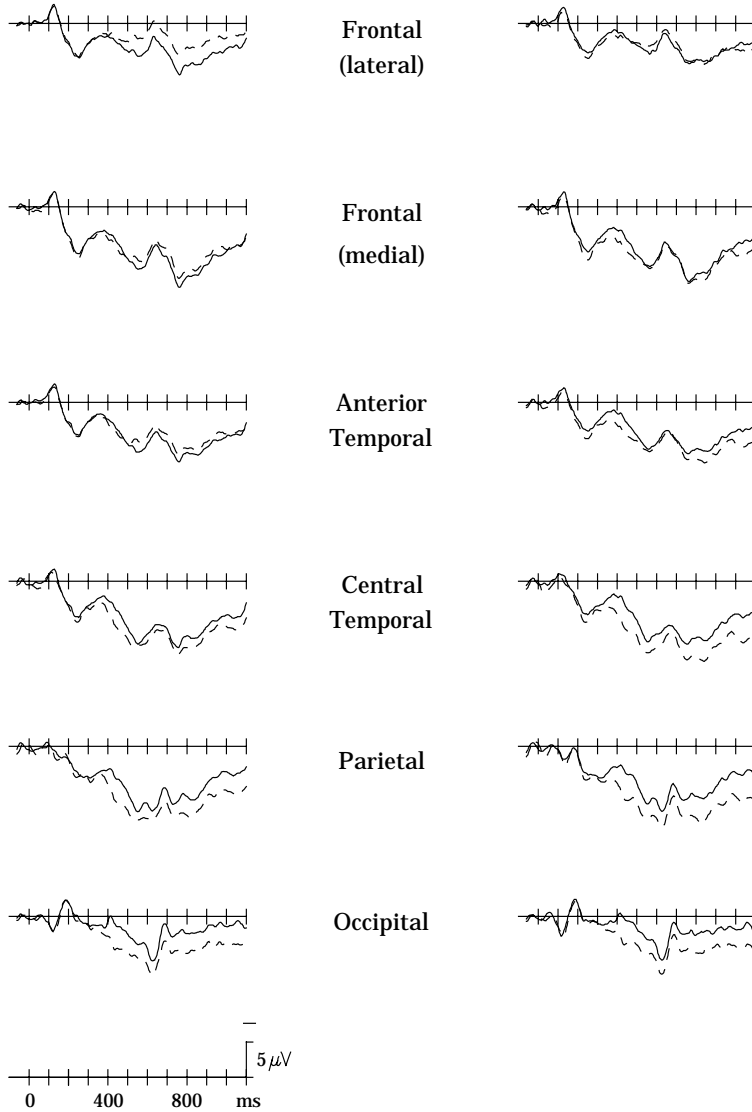 Frontal
(lateral)
Frontal
(medial)
Anterior
Temporal
Central
Temporal
Parietal
Occipital
5 μV
0 400 800 ms